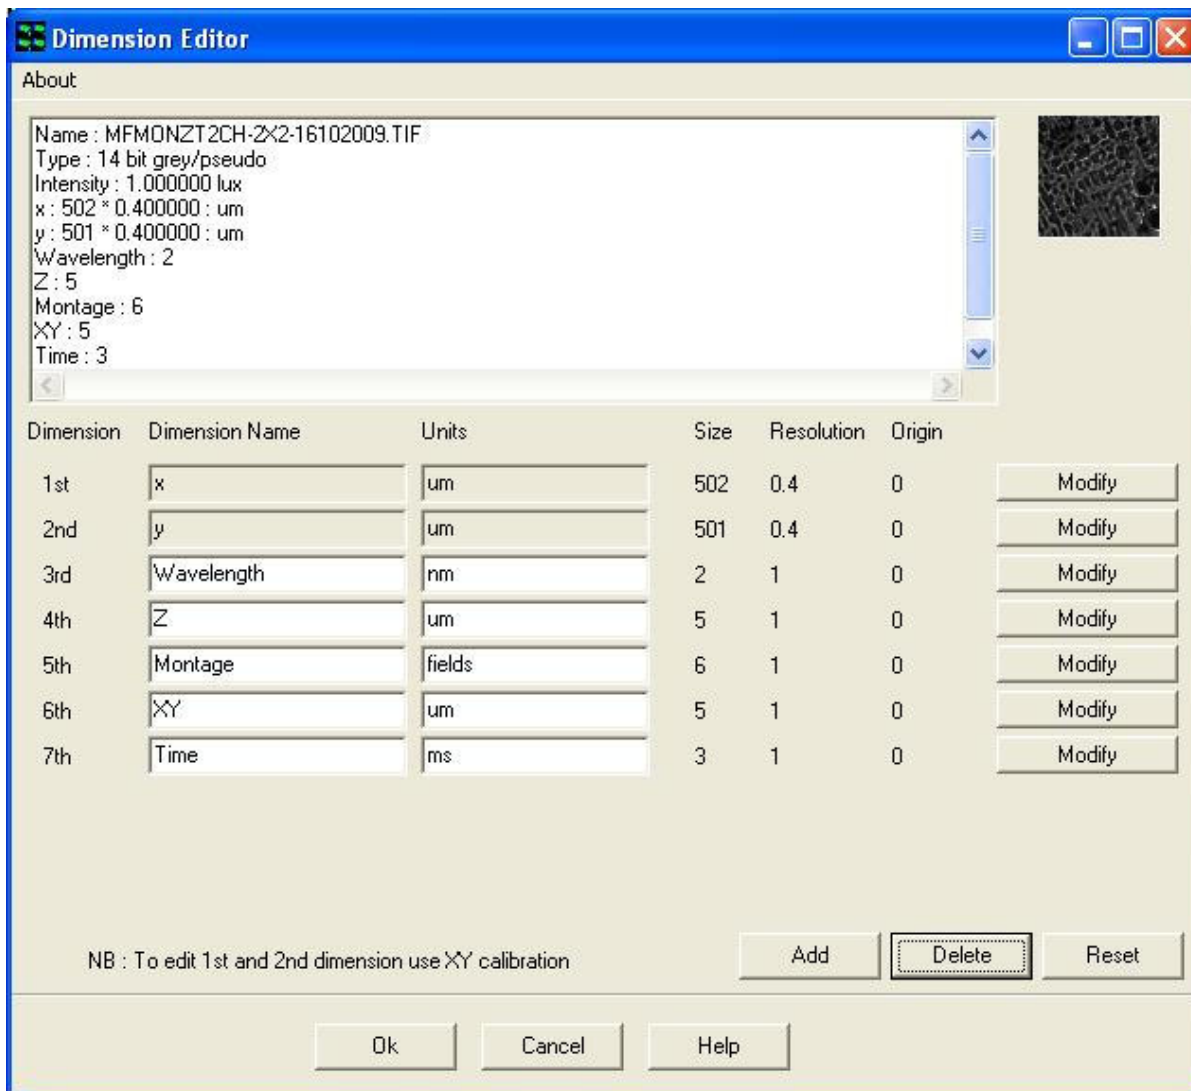 Dimension Editor
About
Name : MFMONZT2CH-2X2-16102009.TIF
Type : 14 bit grey/pseudo
Intensity : 1.000000 lux
x : 502 * 0.400000 : um
y : 501 * 0.400000 : um
Wavelength : 2
Z : 5
Montage : 6
XY : 5
Time : 3
Dimension Dimension Name Units Size Resolution Origin
1st x um 502 0.4 0 Modify
2nd y um 501 0.4 0 Modify
3rd Wavelength nm 2 1 0 Modify
4th Z um 5 1 0 Modify
5th Montage fields 6 1 0 Modify
6th XY um 5 1 0 Modify
7th Time ms 3 1 0 Modify
NB : To edit 1st and 2nd dimension use XY calibration Add Delete Reset
Ok Cancel Help